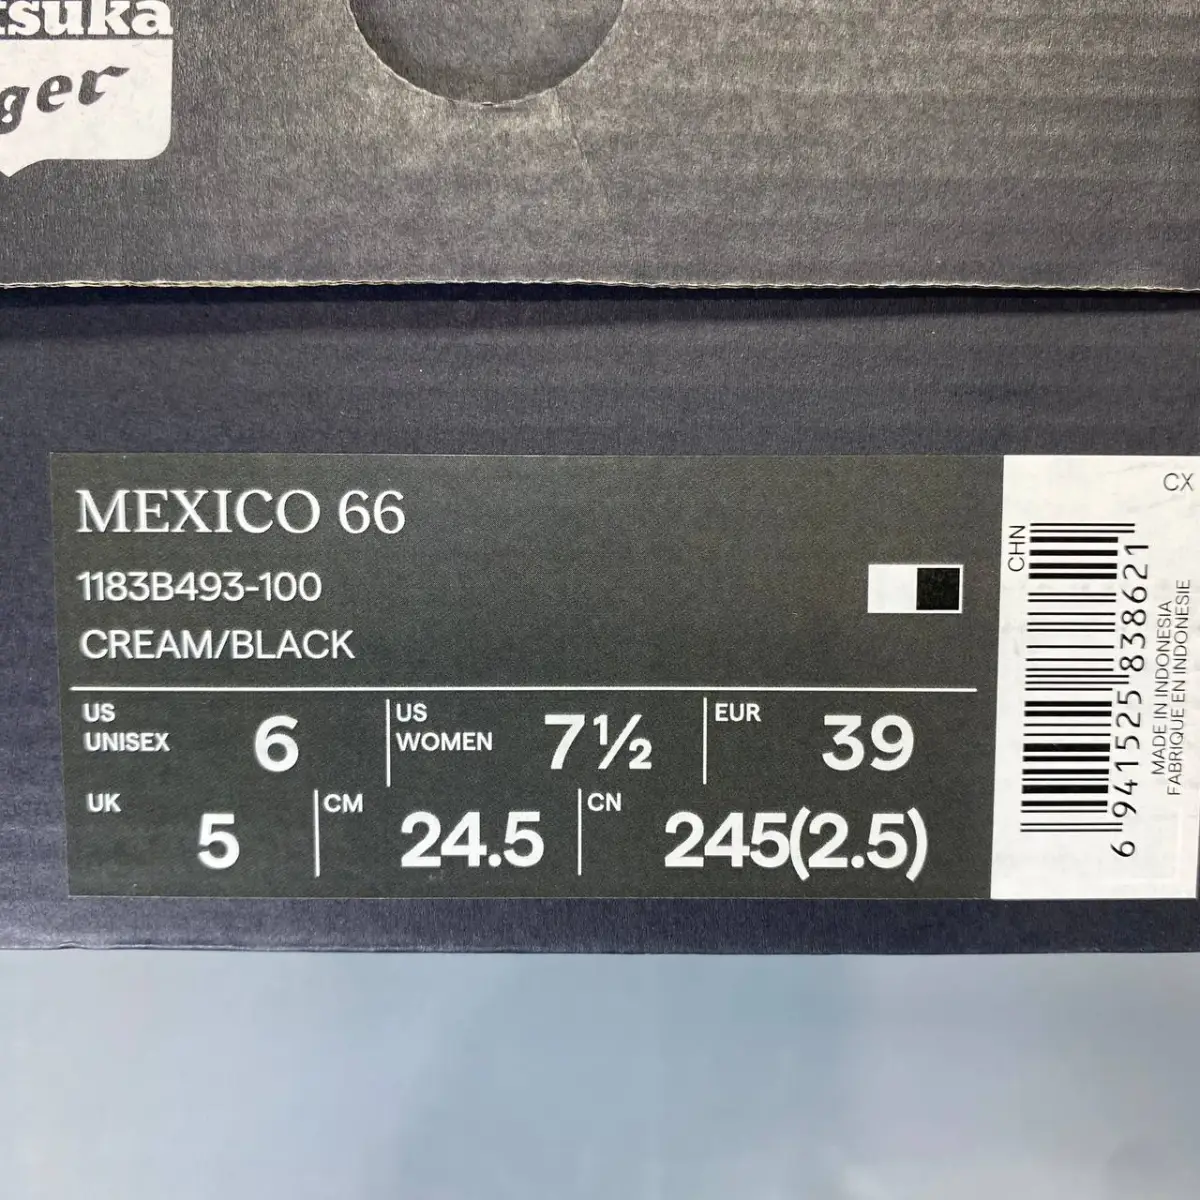 tsuka
ger
MEXICO 66
1183B493-100
CREAM/BLACK
US UNISEX 6
US WOMEN 7½
EUR 39
UK 5
CM 24.5
CN 245(2.5)
CX
CHN
6 941525 838621
MADE IN INDONESIA
FABRIQUE EN INDONESIE